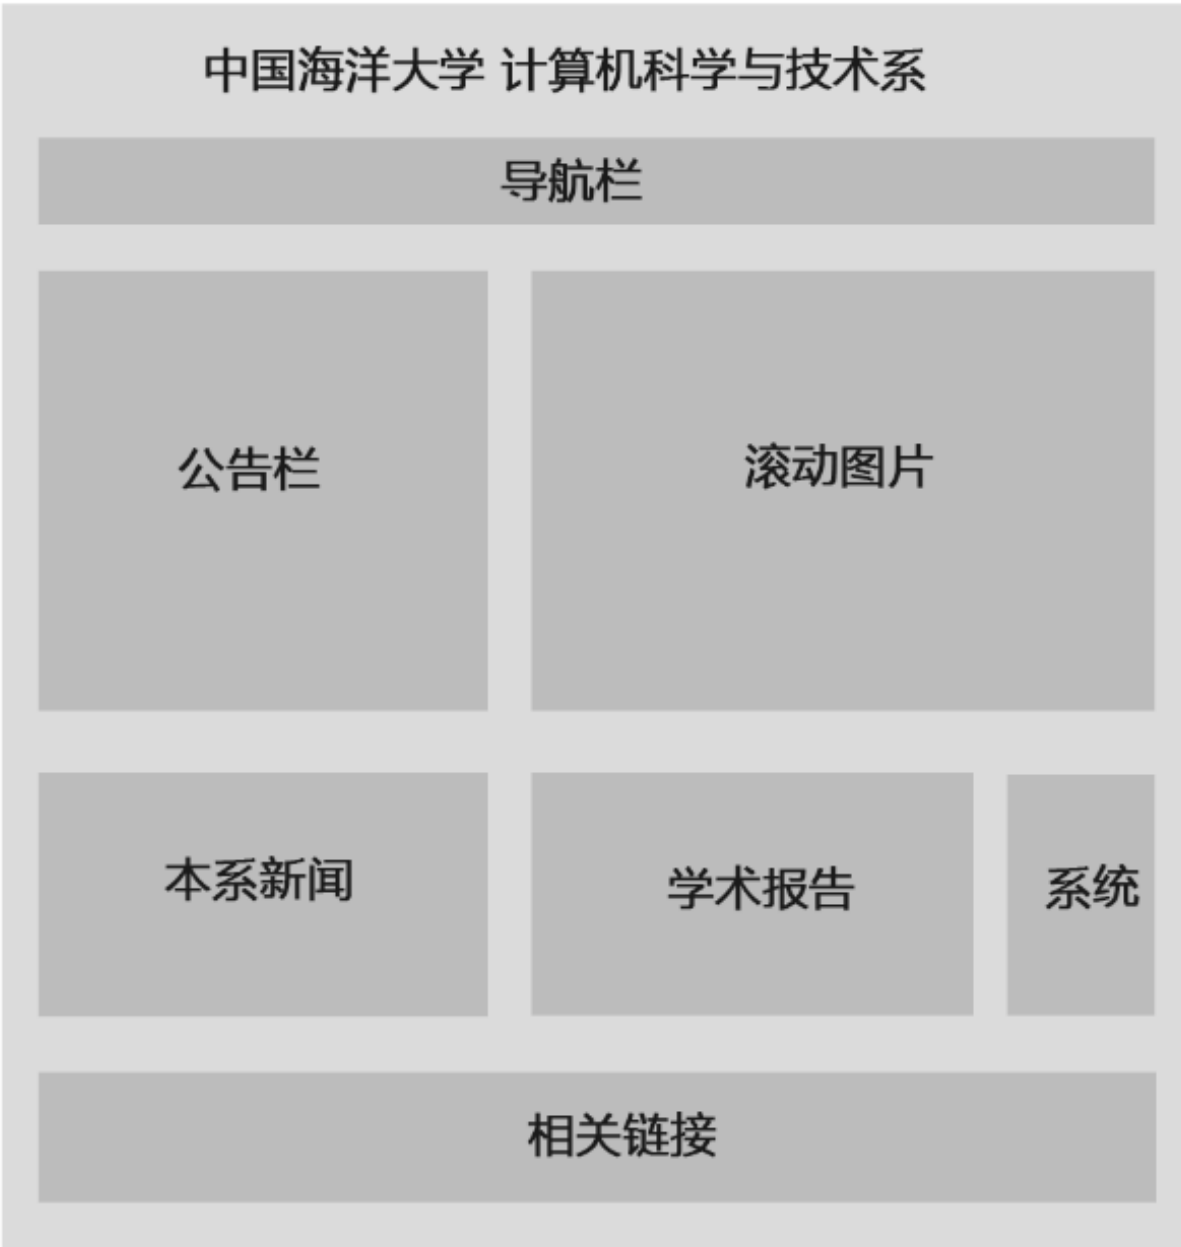 中国海洋大学 计算机科学与技术系
导航栏
公告栏
滚动图片
本系新闻
学术报告
系统
相关链接